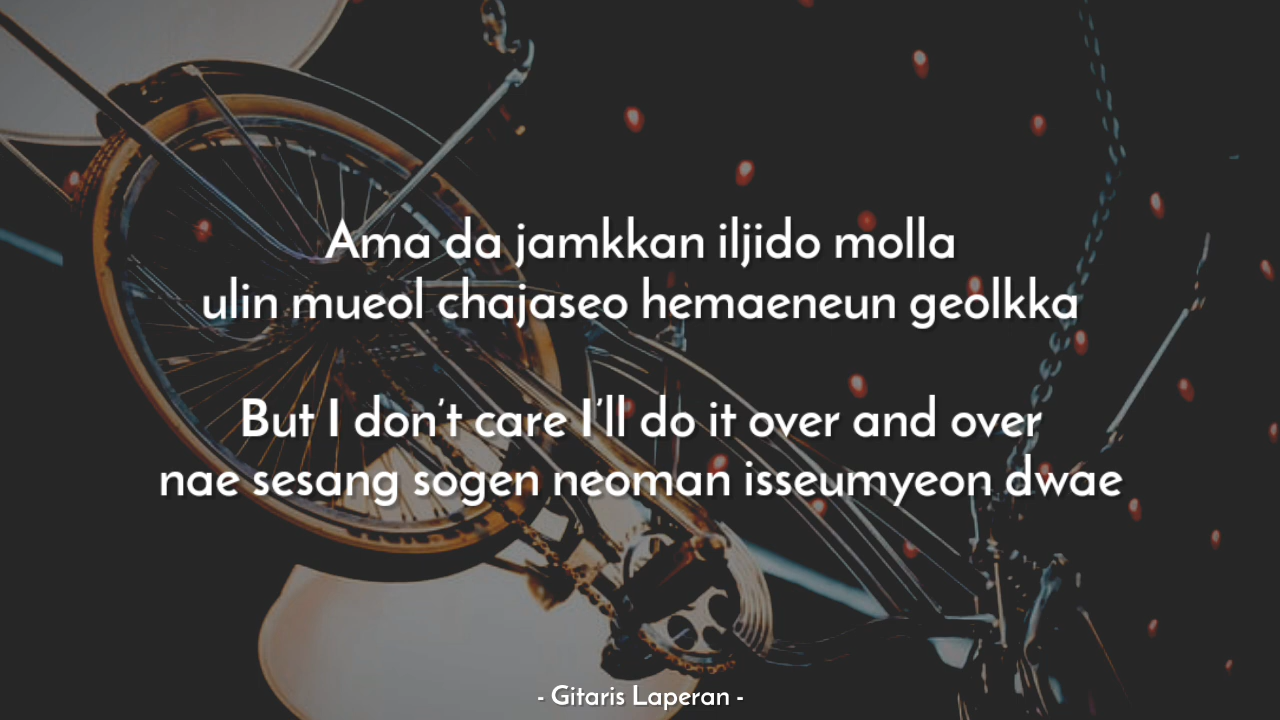 Ama da jamkkan iljido molla
ulin mueol chajaseo hemaeneun geolkka
But I don't care I'll do it over and over
nae sesang sogen neoman isseumyeon dwae
- Gitaris Laperan -